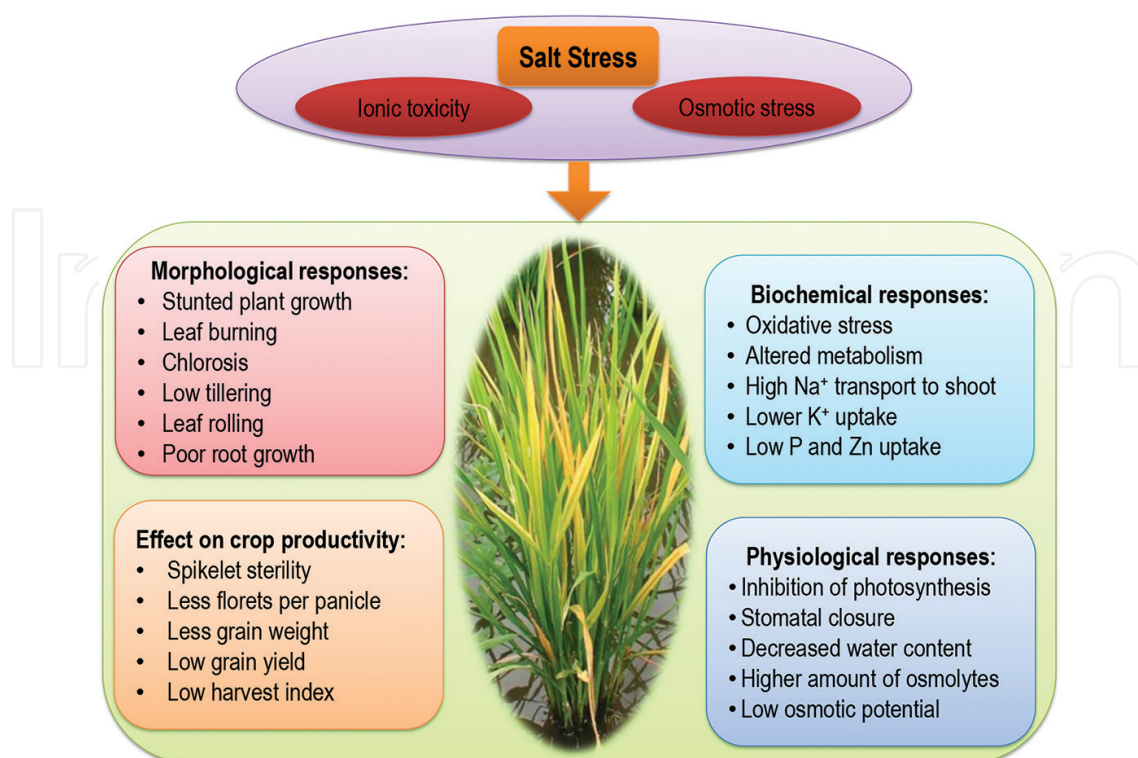 Salt Stress
Ionic toxicity
Osmotic stress
Morphological responses:
• Stunted plant growth
• Leaf burning
• Chlorosis
• Low tillering
• Leaf rolling
• Poor root growth
Biochemical responses:
• Oxidative stress
• Altered metabolism
• High Na⁺ transport to shoot
• Lower K⁺ uptake
• Low P and Zn uptake
Effect on crop productivity:
• Spikelet sterility
• Less florets per panicle
• Less grain weight
• Low grain yield
• Low harvest index
Physiological responses:
• Inhibition of photosynthesis
• Stomatal closure
• Decreased water content
• Higher amount of osmolytes
• Low osmotic potential